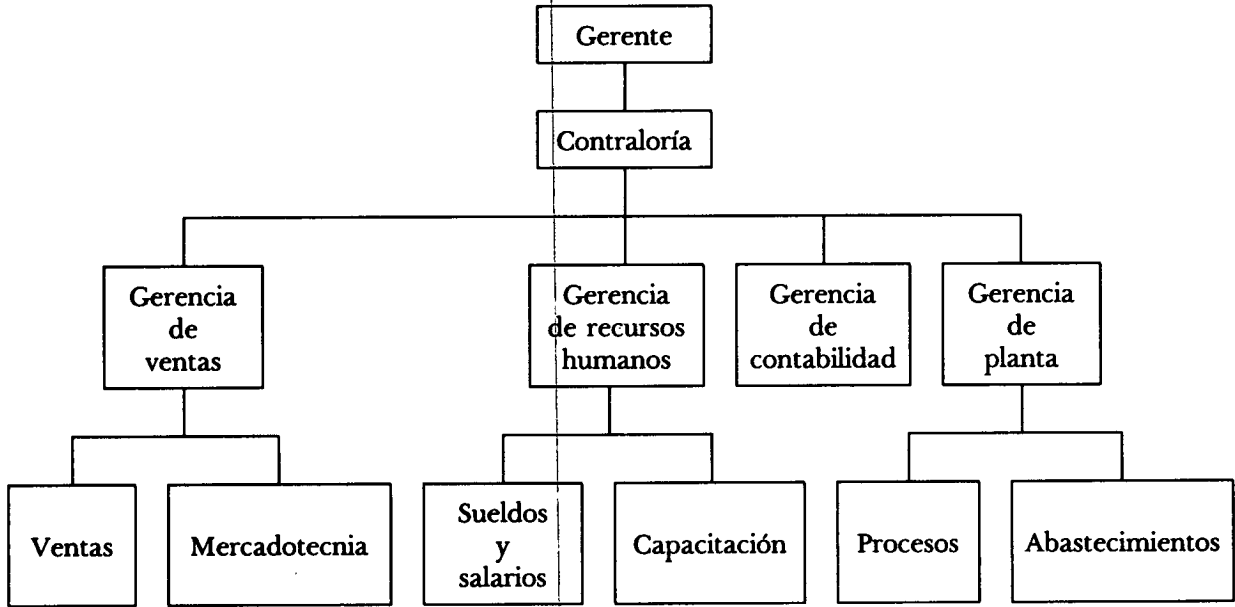 Gerente
Contraloría
Gerencia
de
ventas
Gerencia
de recursos
humanos
Gerencia
de
contabilidad
Gerencia
de
planta
Ventas
Mercadotecnia
Sueldos
y
salarios
Capacitación
Procesos
Abastecimientos